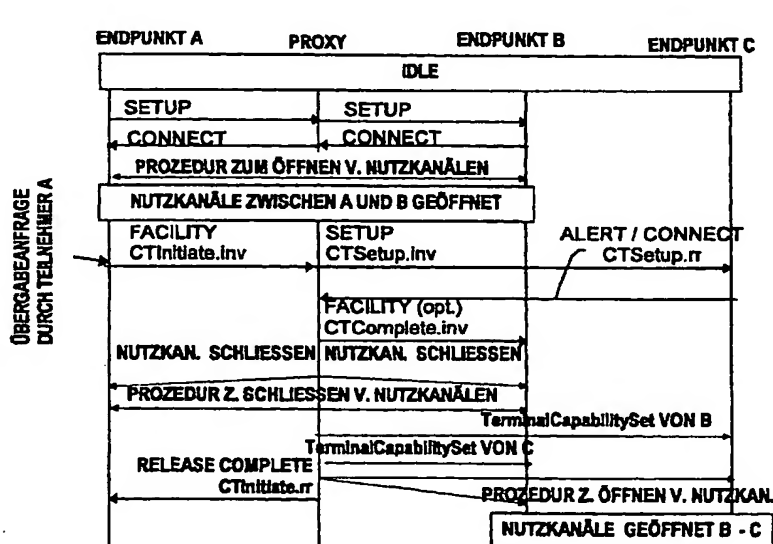 ENDPUNKT A PROXY ENDPUNKT B ENDPUNKT C
IDLE
SETUP SETUP
CONNECT CONNECT
PROZEDUR ZUM ÖFFNEN V. NUTZKANÄLEN
NUTZKANÄLE ZWISCHEN A UND B GEÖFFNET
ÜBERGABEANFRAGE
DURCH TEILNEHMER A
FACILITY SETUP ALERT / CONNECT
CTInitiate.inv CTSetup.inv CTSetup.rr
FACILITY (opt.)
CTComplete.inv
NUTZKAN. SCHLIESSEN NUTZKAN. SCHLIESSEN
PROZEDUR Z. SCHLIESSEN V. NUTZKANÄLEN
TerminalCapabilitySet VON B
TerminalCapabilitySet VON C
RELEASE COMPLETE
CTInitiate.rr
PROZEDUR Z. ÖFFNEN V. NUTZKAN.
NUTZKANÄLE GEÖFFNET B - C